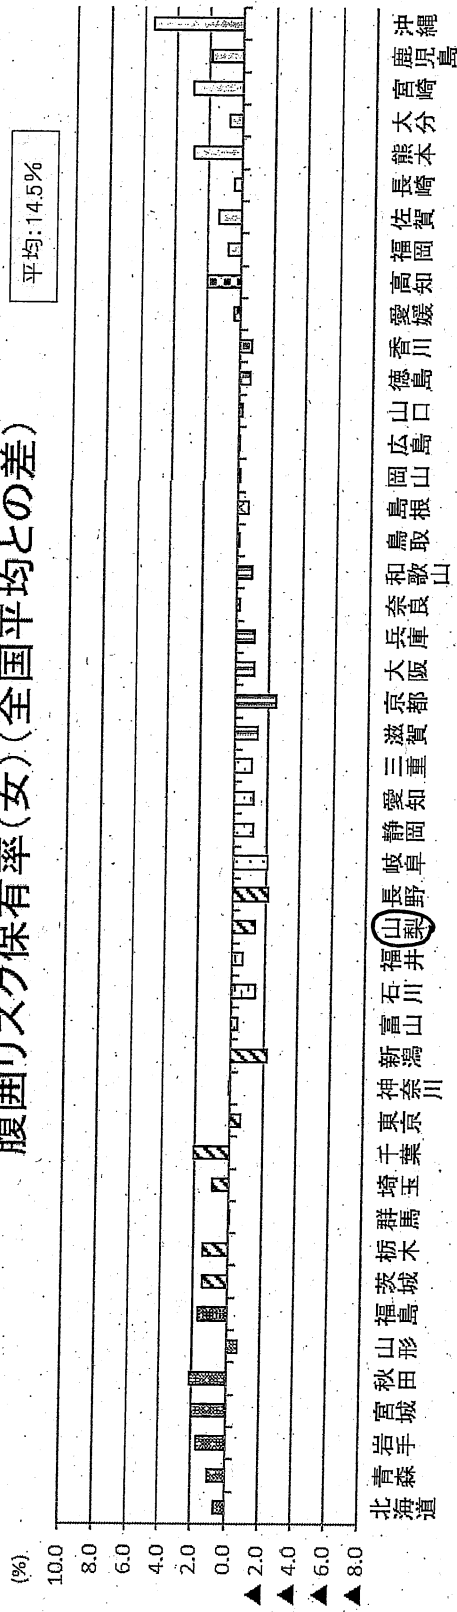 腹囲リスク保有率(女)(全国平均との差)
平均:14.5%
(%)
10.0
8.0
6.0
4.0
2.0
0.0
▲ 2.0
▲ 4.0
▲ 6.0
▲ 8.0
北海道
青森
岩手
宮城
秋田
山形
福島
茨城
栃木
群馬
埼玉
千葉
東京
神奈川
新潟
富山
石川
福井
山梨
長野
岐阜
静岡
愛知
三重
滋賀
京都
大阪
兵庫
奈良
和歌山
鳥取
島根
岡山
広島
山口
徳島
香川
愛媛
高知
福岡
佐賀
長崎
熊本
大分
宮崎
鹿児島
沖縄